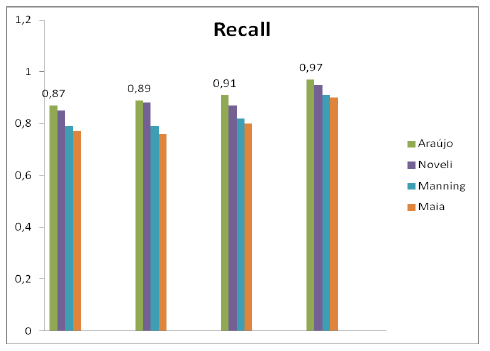 Recall
1,2
1
0,8
0,6
0,4
0,2
0
0,87
0,89
0,91
0,97
Araújo
Noveli
Manning
Maia